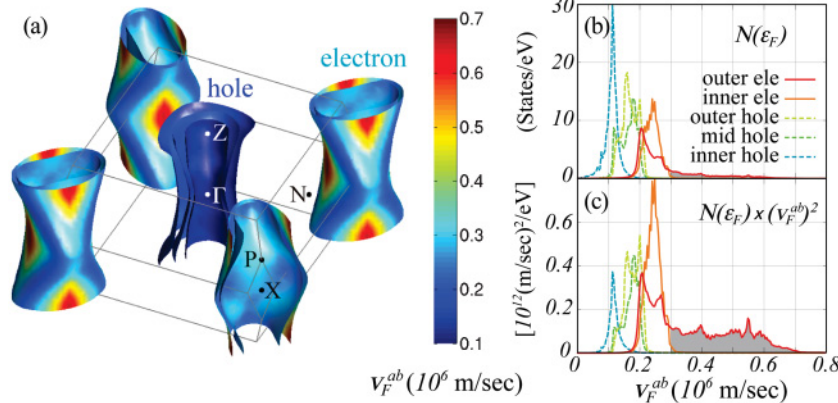 (a)
electron
hole
Z
Γ
N
P
X
0.7
0.6
0.5
0.4
0.3
0.2
0.1
v_F^{ab} (10^6 m/sec)
(b)
N(ε_F)
30
20
10
0
(States/eV)
outer ele
inner ele
outer hole
mid hole
inner hole
(c)
N(ε_F) × (v_F^{ab})^2
0.6
0.4
0.2
0
[10^{12}(m/sec)^2/eV]
0 0.2 0.4 0.6 0.8
v_F^{ab} (10^6 m/sec)